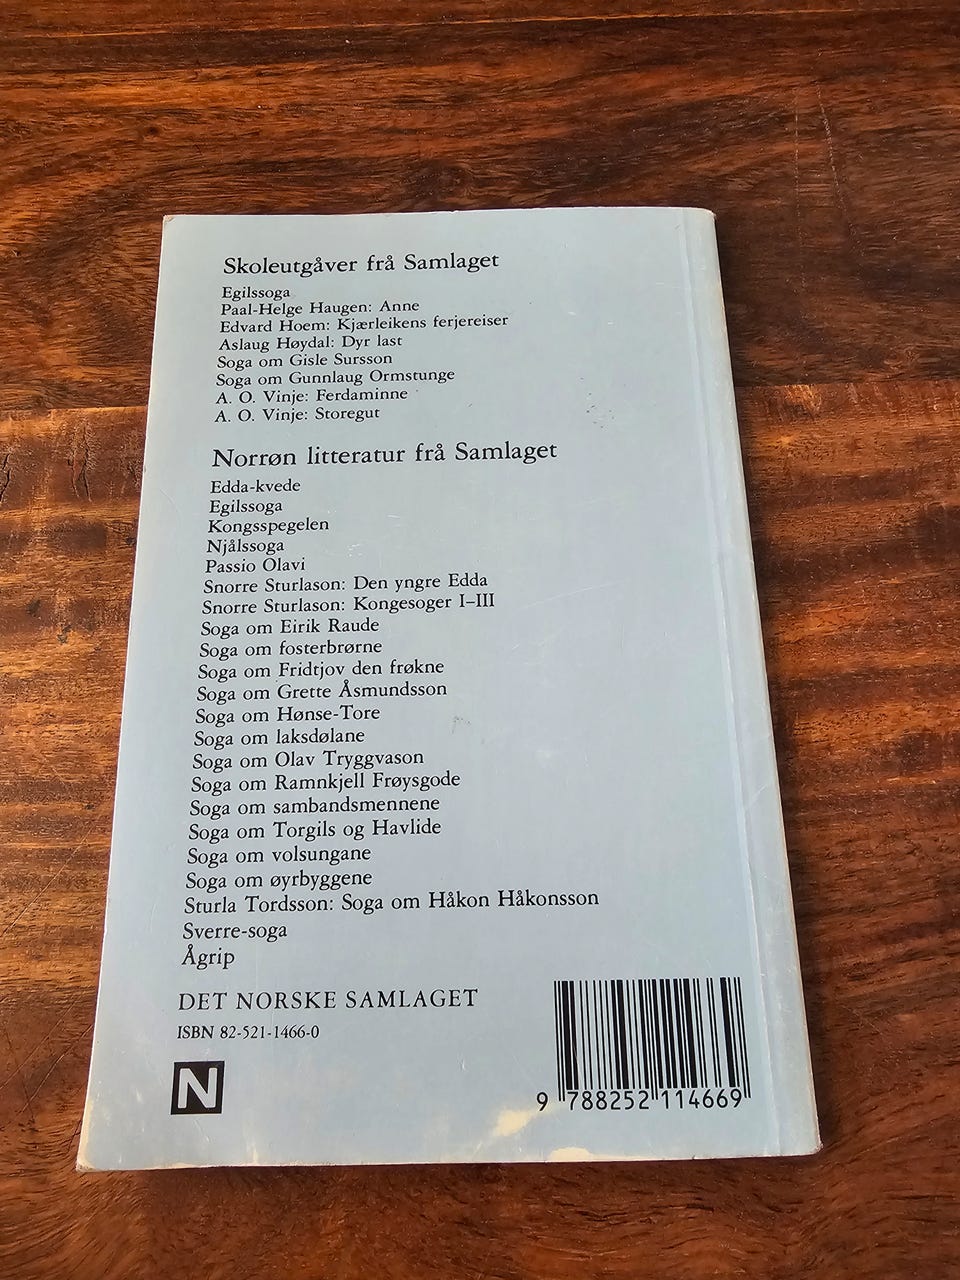 Skoleutgåver frå Samlaget
Egilssoga
Paal-Helge Haugen: Anne
Edvard Hoem: Kjærleikens ferjereiser
Aslaug Høydal: Dyr last
Soga om Gisle Sursson
Soga om Gunnlaug Ormstunge
A. O. Vinje: Ferdaminne
A. O. Vinje: Storegut
Norrøn litteratur frå Samlaget
Edda-kvede
Egilssoga
Kongsspegelen
Njålssoga
Passio Olavi
Snorre Sturlason: Den yngre Edda
Snorre Sturlason: Kongesoger I–III
Soga om Eirik Raude
Soga om fosterbrørne
Soga om Fridtjov den frøkne
Soga om Grette Åsmundsson
Soga om Hønse-Tore
Soga om laksdølane
Soga om Olav Tryggvason
Soga om Ramnkjell Frøysgode
Soga om sambandsmennene
Soga om Torgils og Havlide
Soga om volsungane
Soga om øyrbyggene
Sturla Tordsson: Soga om Håkon Håkonsson
Sverre-soga
Ågrip
DET NORSKE SAMLAGET
ISBN 82-521-1466-0
N
9 788252 114669